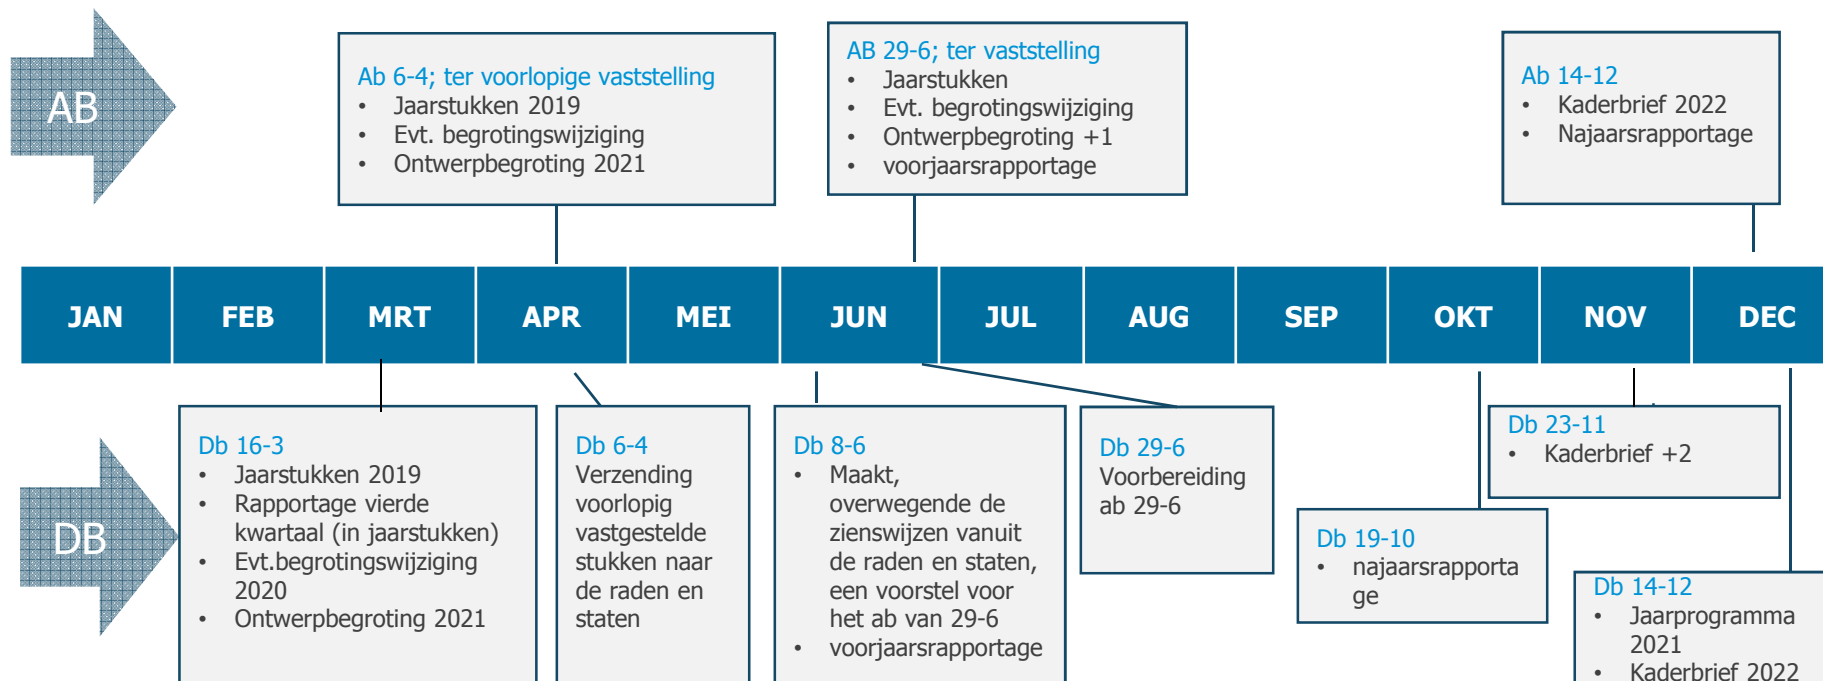 AB
Ab 6-4; ter voorlopige vaststelling
• Jaarstukken 2019
• Evt. begrotingswijziging
• Ontwerpbegroting 2021
AB 29-6; ter vaststelling
• Jaarstukken
• Evt. begrotingswijziging
• Ontwerpbegroting +1
• voorjaarsrapportage
Ab 14-12
• Kaderbrief 2022
• Najaarsrapportage
JAN FEB MRT APR MEI JUN JUL AUG SEP OKT NOV DEC
DB
Db 16-3
• Jaarstukken 2019
• Rapportage vierde
kwartaal (in jaarstukken)
• Evt.begrotingswijziging
2020
• Ontwerpbegroting 2021
Db 6-4
Verzending
voorlopig
vastgestelde
stukken naar
de raden en
staten
Db 8-6
• Maakt,
overwegende de
zienswijzen vanuit
de raden en staten,
een voorstel voor
het ab van 29-6
• voorjaarsrapportage
Db 29-6
Voorbereiding
ab 29-6
Db 19-10
• najaarsrapporta
ge
Db 23-11
• Kaderbrief +2
Db 14-12
• Jaarprogramma
2021
• Kaderbrief 2022